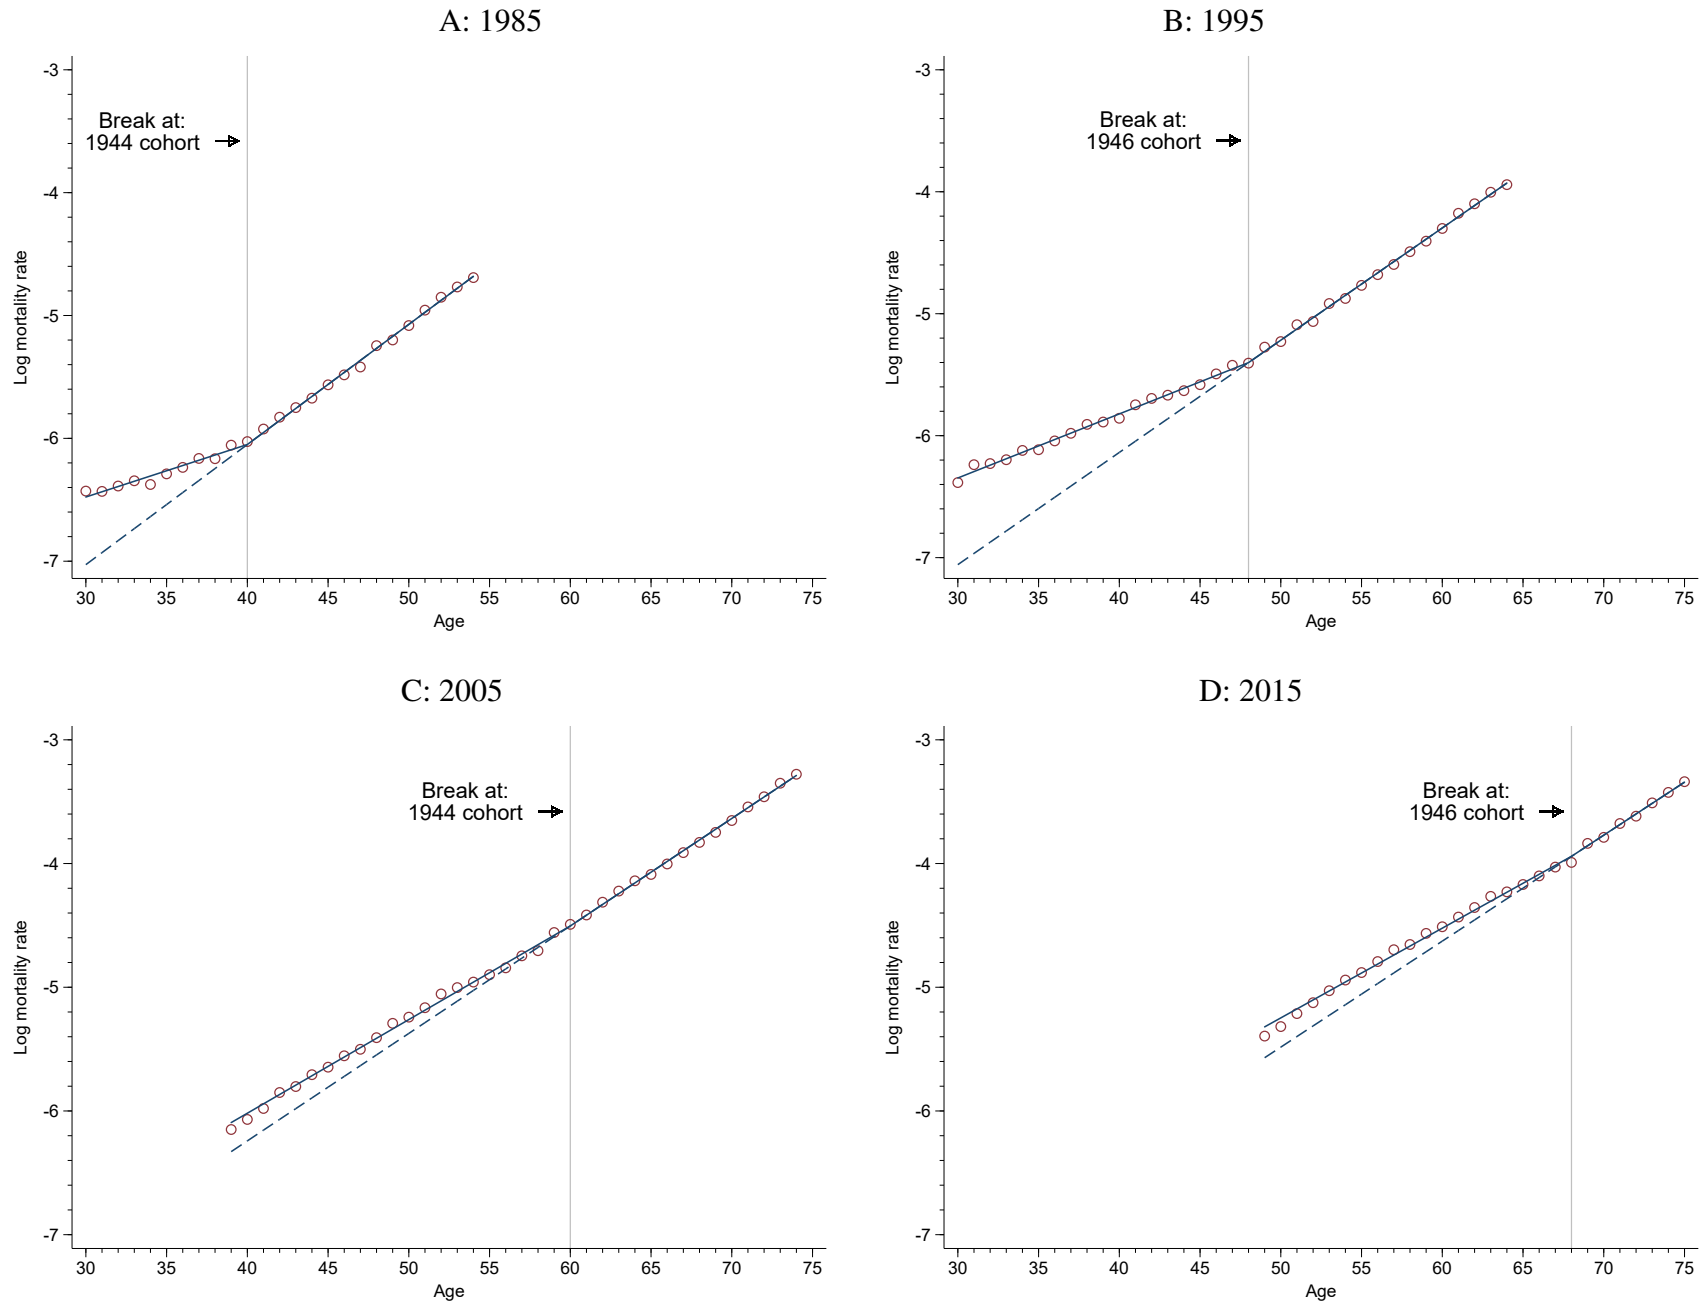 A: 1985
-3
-4
-5
-6
-7
Log mortality rate
Break at:
1944 cohort
30 35 40 45 50 55 60 65 70 75
Age
B: 1995
-3
-4
-5
-6
-7
Log mortality rate
Break at:
1946 cohort
30 35 40 45 50 55 60 65 70 75
Age
C: 2005
-3
-4
-5
-6
-7
Log mortality rate
Break at:
1944 cohort
30 35 40 45 50 55 60 65 70 75
Age
D: 2015
-3
-4
-5
-6
-7
Log mortality rate
Break at:
1946 cohort
30 35 40 45 50 55 60 65 70 75
Age